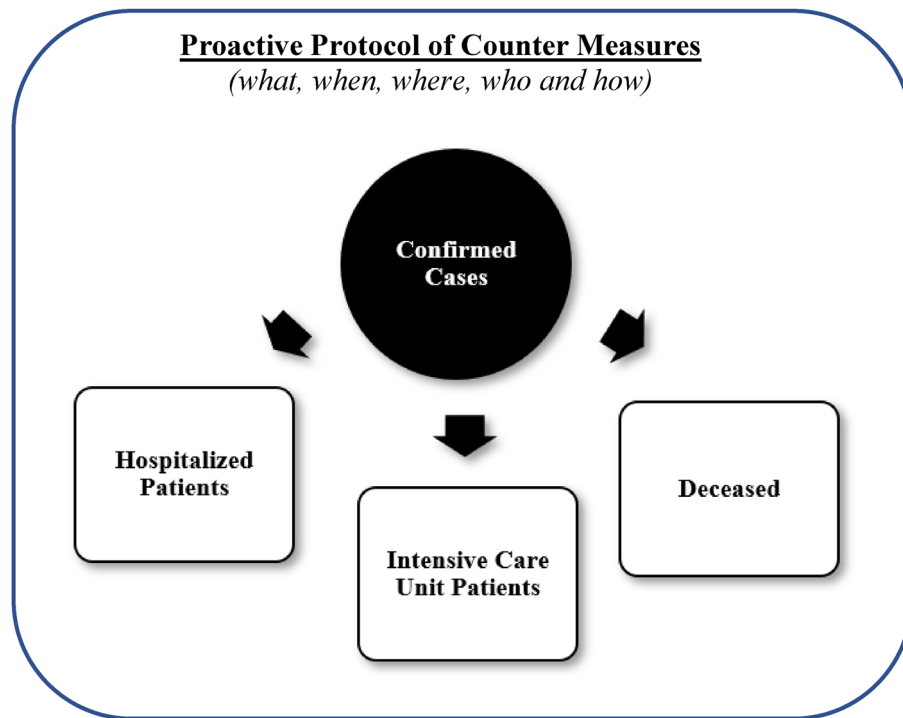 Proactive Protocol of Counter Measures
(what, when, where, who and how)
Confirmed
Cases
Hospitalized
Patients
Intensive Care
Unit Patients
Deceased